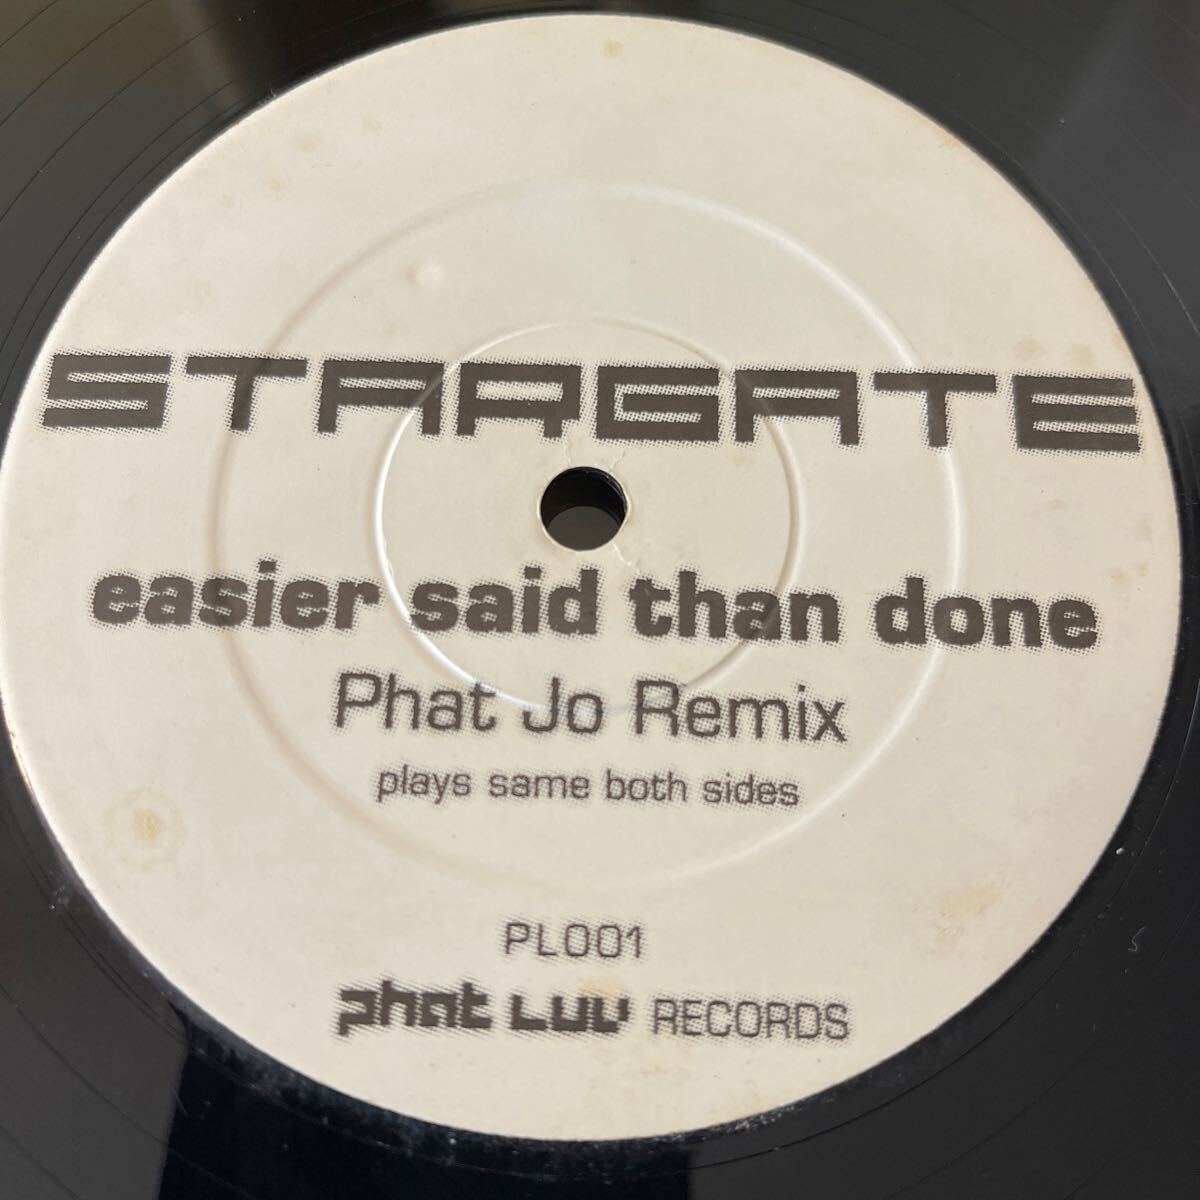 STARGATE
easier said than done
Phat Jo Remix
plays same both sides
PL001
phat Luv RECORDS